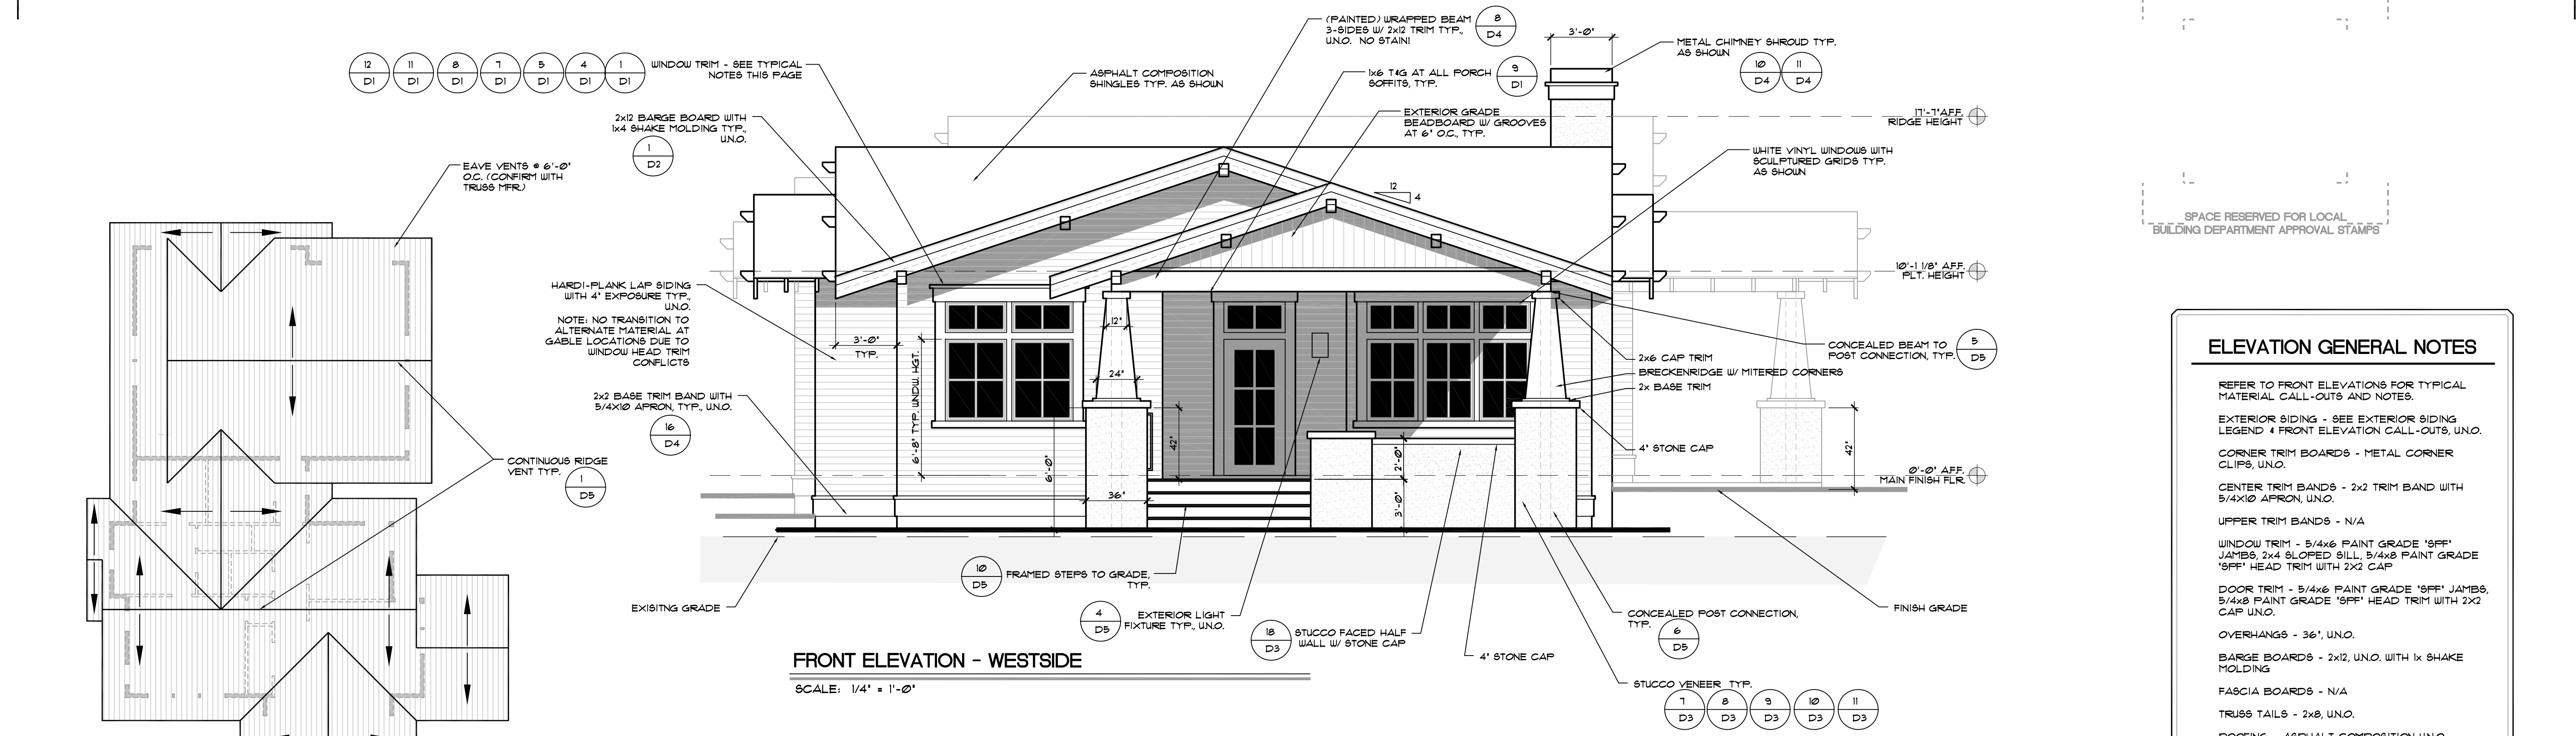 12
D1
11
D1
8
D1
7
D1
5
D1
4
D1
1
D1
WINDOW TRIM - SEE TYPICAL
NOTES THIS PAGE
2x12 BARGE BOARD WITH
1x4 SHAKE MOLDING TYP.,
U.N.O.
1
D2
EAVE VENTS @ 6'-0"
O.C. (CONFIRM WITH
TRUSS MFR.)
HARDI-PLANK LAP SIDING
WITH 4" EXPOSURE TYP.,
U.N.O.
NOTE: NO TRANSITION TO
ALTERNATE MATERIAL AT
GABLE LOCATIONS DUE TO
WINDOW HEAD TRIM
CONFLICTS
2x2 BASE TRIM BAND WITH
5/4X10 APRON, TYP., U.N.O.
16
D4
CONTINUOUS RIDGE
VENT TYP.
1
D5
EXISITNG GRADE
ASPHALT COMPOSITION
SHINGLES TYP. AS SHOWN
(PAINTED) WRAPPED BEAM
3-SIDES W/ 2x12 TRIM TYP.,
U.N.O. NO STAIN!
8
D4
1x6 T&G AT ALL PORCH
SOFFITS, TYP.
9
D1
EXTERIOR GRADE
BEADBOARD W/ GROOVES
AT 6" O.C., TYP.
3'-0"
METAL CHIMNEY SHROUD TYP.
AS SHOWN
10
D4
11
D4
17'-7" A.F.F.
RIDGE HEIGHT
WHITE VINYL WINDOWS WITH
SCULPTURED GRIDS TYP.
AS SHOWN
12
4
10'-1 1/8" A.F.F.
PLT. HEIGHT
CONCEALED BEAM TO
POST CONNECTION, TYP.
5
D5
2x6 CAP TRIM
BRECKENRIDGE W/ MITERED CORNERS
2x BASE TRIM
4" STONE CAP
3'-0"
TYP.
6'-8" TYP. WNDW. HGT.
12"
24"
6'-0"
42"
36"
2'-0"
3'-0"
42"
0'-0" A.F.F.
MAIN FINISH FLR.
10
D5
FRAMED STEPS TO GRADE,
TYP.
4
D5
EXTERIOR LIGHT
FIXTURE TYP., U.N.O.
18
D3
STUCCO FACED HALF
WALL W/ STONE CAP
4" STONE CAP
CONCEALED POST CONNECTION,
TYP.
6
D5
FINISH GRADE
STUCCO VENEER TYP.
7
D3
8
D3
9
D3
10
D3
11
D3
FRONT ELEVATION - WESTSIDE
SCALE: 1/4" = 1'-0"
SPACE RESERVED FOR LOCAL
BUILDING DEPARTMENT APPROVAL STAMPS
ELEVATION GENERAL NOTES
REFER TO FRONT ELEVATIONS FOR TYPICAL
MATERIAL CALL-OUTS AND NOTES.
EXTERIOR SIDING - SEE EXTERIOR SIDING
LEGEND & FRONT ELEVATION CALL-OUTS, U.N.O.
CORNER TRIM BOARDS - METAL CORNER
CLIPS, U.N.O.
CENTER TRIM BANDS - 2x2 TRIM BAND WITH
5/4X10 APRON, U.N.O.
UPPER TRIM BANDS - N/A
WINDOW TRIM - 5/4x6 PAINT GRADE "SPF"
JAMBS, 2x4 SLOPED SILL, 5/4x8 PAINT GRADE
"SPF" HEAD TRIM WITH 2X2 CAP
DOOR TRIM - 5/4x6 PAINT GRADE "SPF" JAMBS,
5/4x8 PAINT GRADE "SPF" HEAD TRIM WITH 2X2
CAP U.N.O.
OVERHANGS - 36", U.N.O.
BARGE BOARDS - 2x12, U.N.O. WITH 1x SHAKE
MOLDING
FASCIA BOARDS - N/A
TRUSS TAILS - 2x8, U.N.O.
ROOFING - ASPHALT COMPOSITION U.N.O.